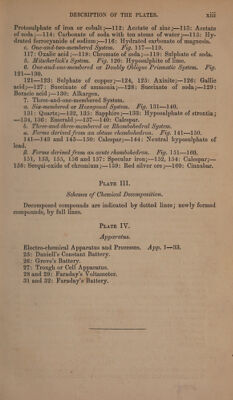 DESCRIPTION OF THE PLATES. xiii
Protosulphate of iron or cobalt;—112: Acetate of zinc;—113: Acetate
of soda;—114: Carbonate of soda with ten atoms of water;—115: Hy-
drated ferrocyanide of sodium;—116: Hydrated carbonate of magnesia.
c. One-and-two-membered System. Fig. 117—119.
117: Oxalic acid;—118: Chromate of soda;—119: Sulphate of soda.
5. Mitscherlich's System. Fig. 120: Hyposulphite of lime.
6. One-and-one-membered or Doubly Oblique Prismatic System. Fig.
121—130.
121—123: Sulphate of copper;—124, 125: Axinite;—126: Gallic
acid;—127: Succinate of ammonia;—128: Succinate of soda;—129:
Boracic acid;—130: Alkargen.
7. Three-and-one-membered System.
a. Six-membered or Hexagonal System. Fig. 131—140.
131: Quartz;—132, 135: Sapphire;—133: Hyposulphate of strontia;
—134, 136: Emerald;—137—140: Calcspar.
b. Three-and-three-membered or Rhombohedral System.
α. Forms derived from an obtuse rhombohedron. Fig. 141—150.
141—143 and 145—150: Calcspar;—144: Neutral hyposulphate of
lead.
β. Forms derived from an acute rhombohedron. Fig. 151—160.
151, 153, 155, 156 and 157: Specular iron;—152, 154: Calcspar;—
158: Sesqui-oxide of chromium;—159: Red silver ore;—160: Cinnabar.
PLATE III.
Schemes of Chemical Decomposition.
Decomposed compounds are indicated by dotted lines; newly formed
compounds, by full lines.
PLATE IV.
Apparatus.
Electro-chemical Apparatus and Processes. App. 1—33.
25: Daniell's Constant Battery.
26: Grove's Battery.
27: Trough or Cell Apparatus.
28 and 29: Faraday's Voltameter.
31 and 32: Faraday's Battery.